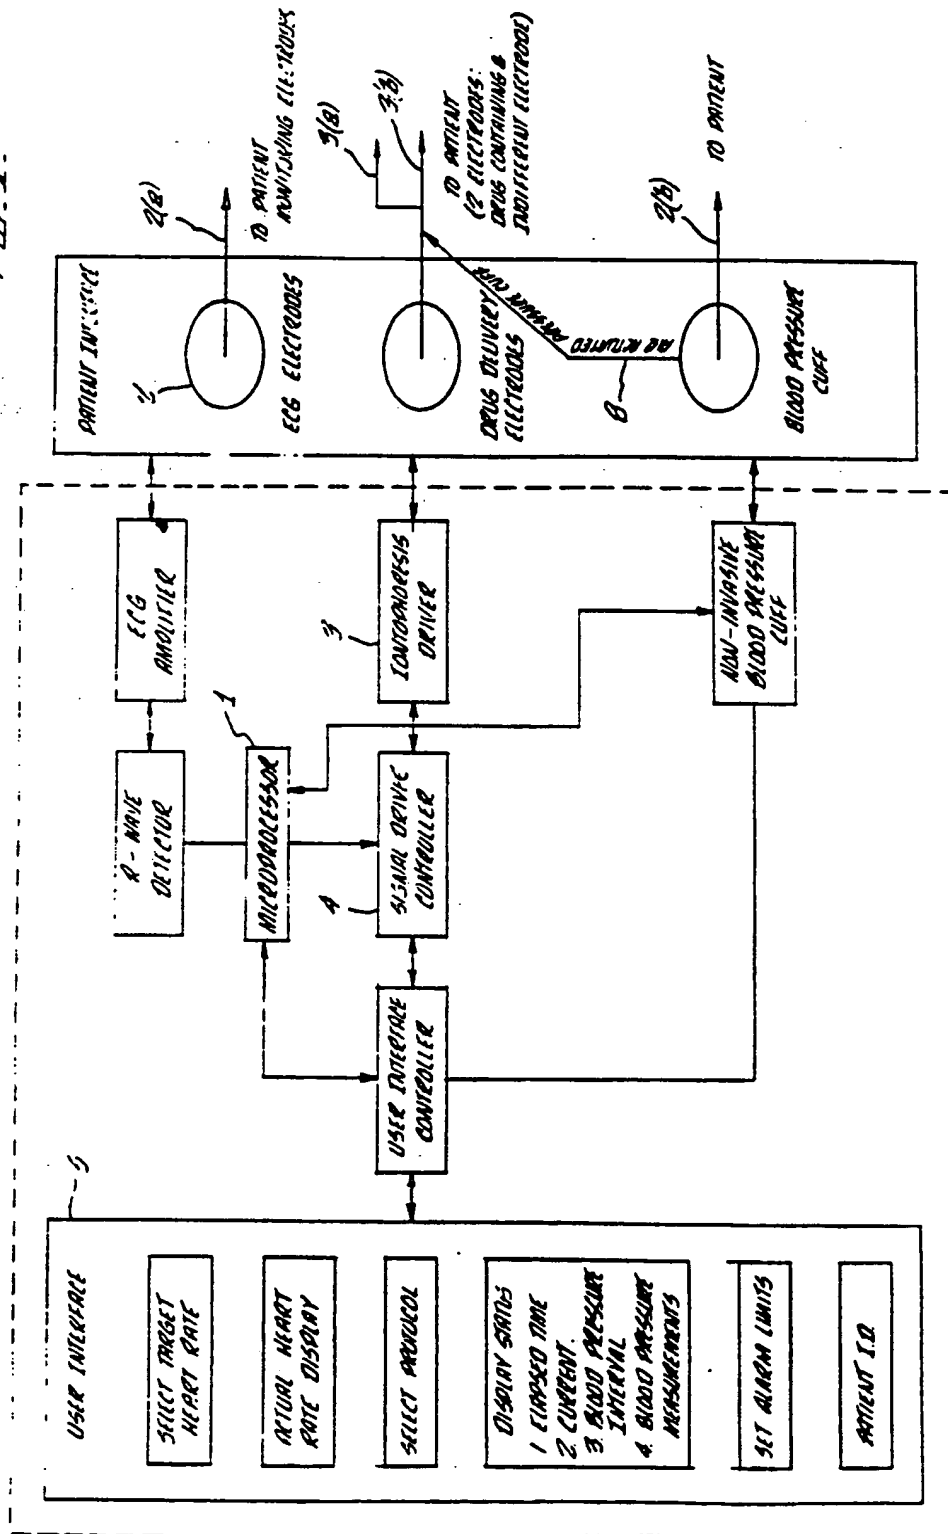 USER INTERFACE
5
SELECT TARGET
HEART RATE
ACTUAL HEART
RATE DISPLAY
SELECT PROTOCOL
DISPLAY STATUS
1 ELAPSED TIME
2. CURRENT.
3. BLOOD PRESSURE
INTERVAL
4. BLOOD PRESSURE
MEASUREMENTS
SET ALARM LIMITS
PATIENT I.D.
USER INTERFACE
CONTROLLER
R-WAVE
DETECTOR
MICROPROCESSOR
1
4
SIGNAL DRIVE
CONTROLLER
ECG
AMPLIFIER
3
IONTOPHORESIS
DRIVER
NON-INVASIVE
BLOOD PRESSURE
CUFF
PATIENT INTERFACE
2
ECG ELECTRODES
DRUG DELIVERY
ELECTRODES
8
AIR ACTUATED PRESSURE CUFF
BLOOD PRESSURE
CUFF
2(a)
TO PATIENT
MONITORING ELECTRODES
3(a)
3(b)
TO PATIENT
(2 ELECTRODES:
DRUG CONTAINING &
INDIFFERENT ELECTRODE)
2(b)
TO PATIENT